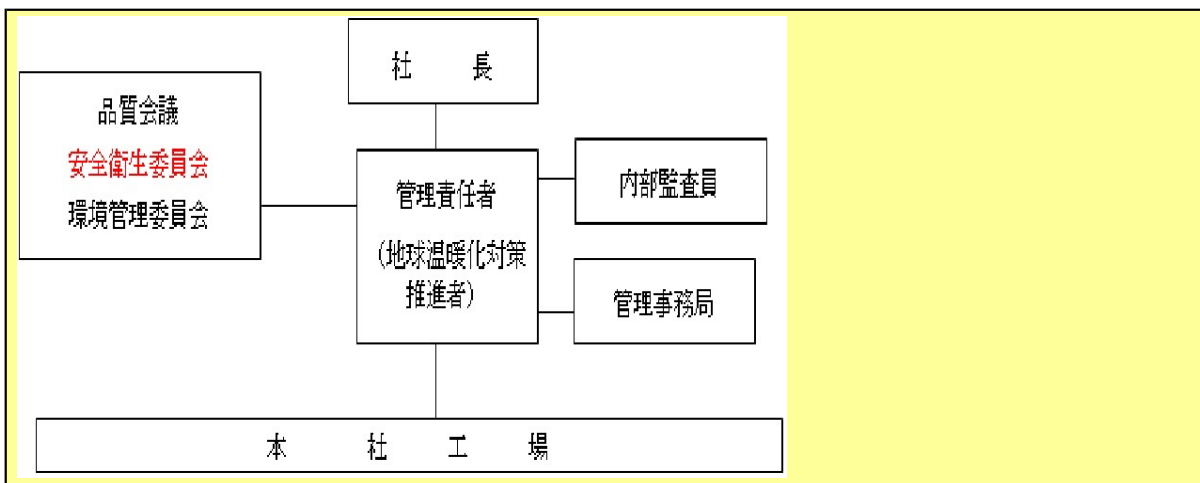 社 長
品質会議
安全衛生委員会
環境管理委員会
管理責任者
(地球温暖化対策
推進者)
内部監査員
管理事務局
本 社 工 場